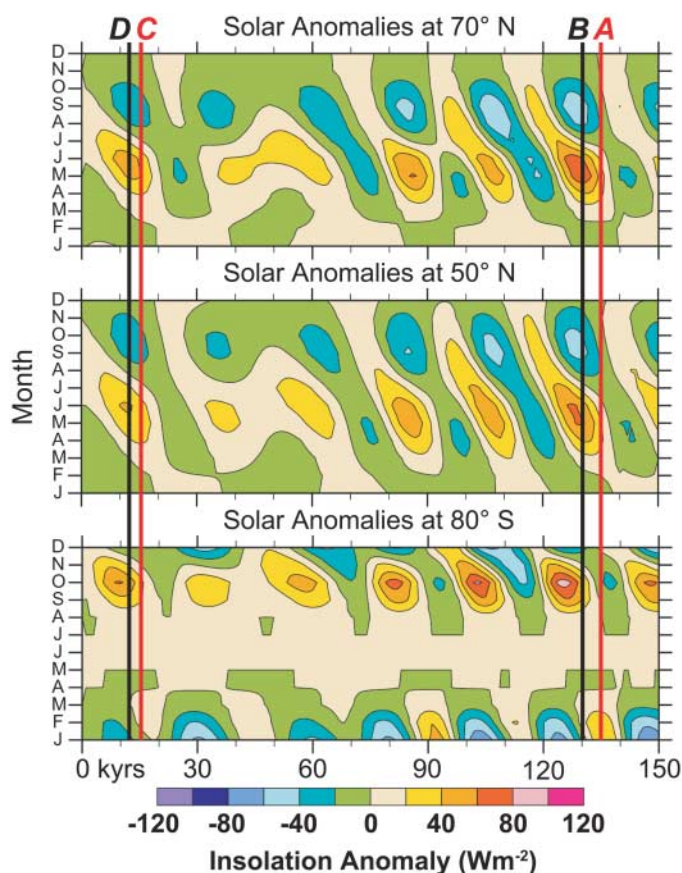 D C B A
Solar Anomalies at 70° N
D
N
O
S
A
J
J
M
A
M
F
J
Solar Anomalies at 50° N
D
N
O
S
A
J
J
M
A
M
F
J
Month
Solar Anomalies at 80° S
D
N
O
S
A
J
J
M
A
M
F
J
0 kyrs 30 60 90 120 150
-120 -80 -40 0 40 80 120
Insolation Anomaly (Wm-2)